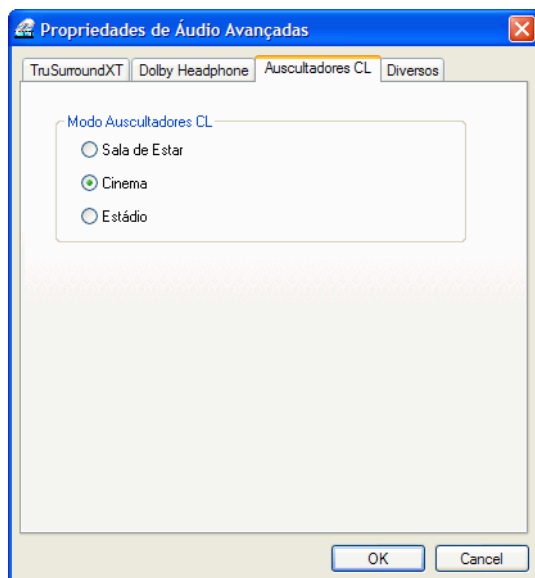 Propriedades de Áudio Avançadas
TruSurroundXT Dolby Headphone Auscultadores CL Diversos
Modo Auscultadores CL
Sala de Estar
Cinema
Estádio
OK Cancel